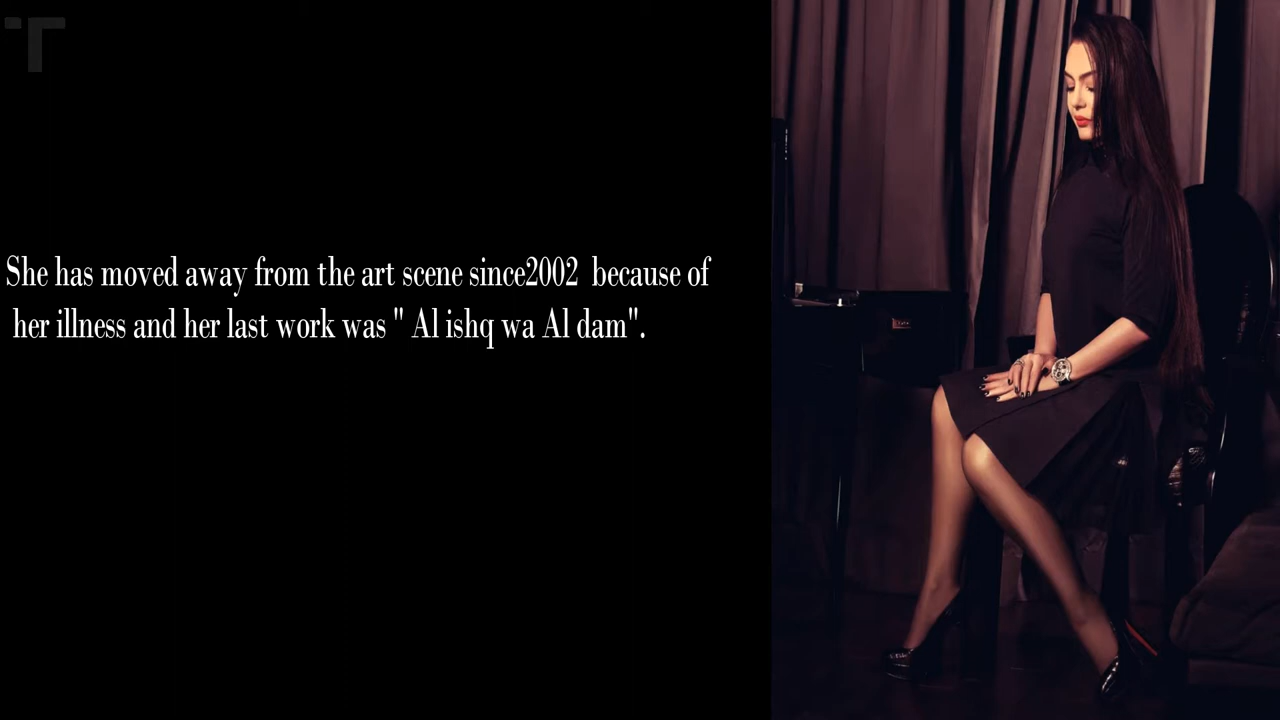 She has moved away from the art scene since2002 because of
her illness and her last work was " Al ishq wa Al dam".